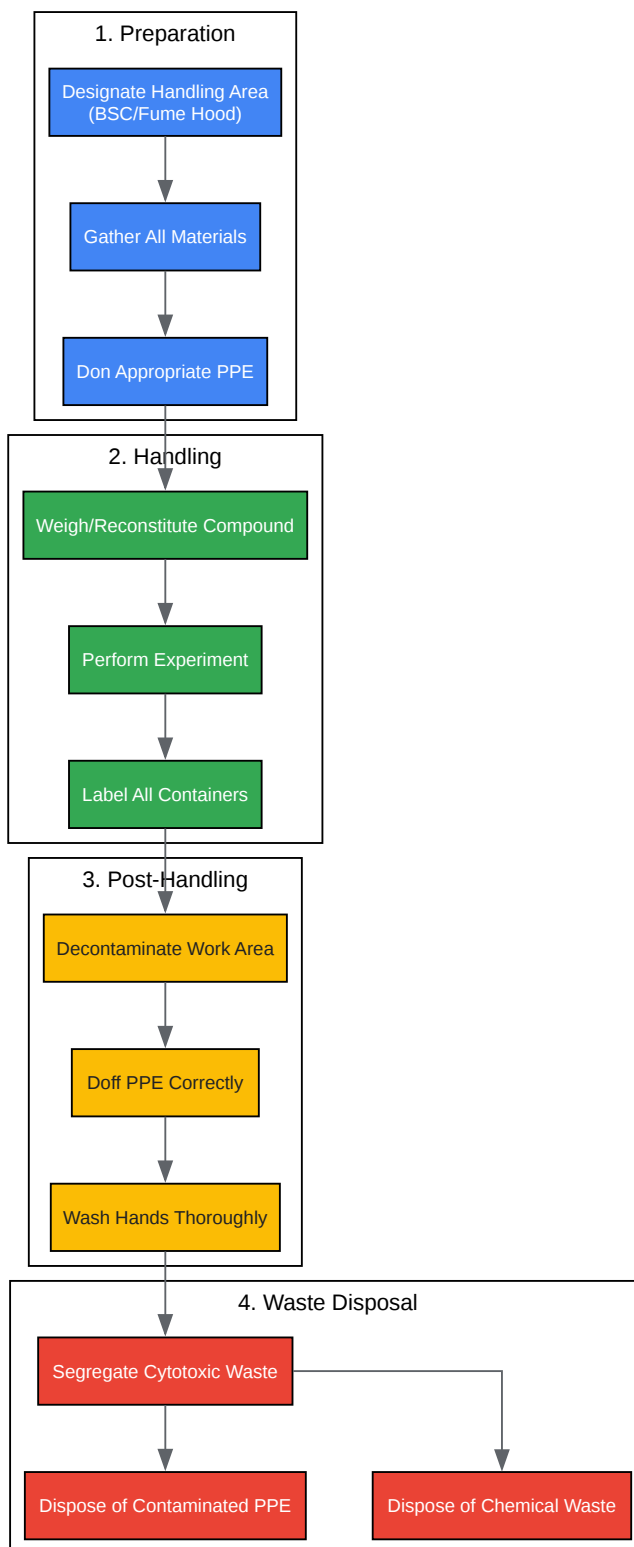 1. Preparation
Designate Handling Area
(BSC/Fume Hood)
Gather All Materials
Don Appropriate PPE
2. Handling
Weigh/Reconstitute Compound
Perform Experiment
Label All Containers
3. Post-Handling
Decontaminate Work Area
Doff PPE Correctly
Wash Hands Thoroughly
4. Waste Disposal
Segregate Cytotoxic Waste
Dispose of Contaminated PPE
Dispose of Chemical Waste